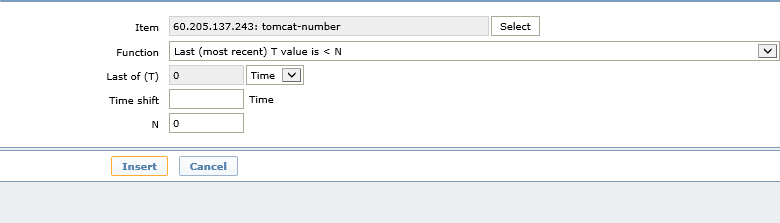 Item 60.205.137.243: tomcat-number Select
Function Last (most recent) T value is < N
Last of (T) 0 Time
Time shift Time
N 0
Insert Cancel